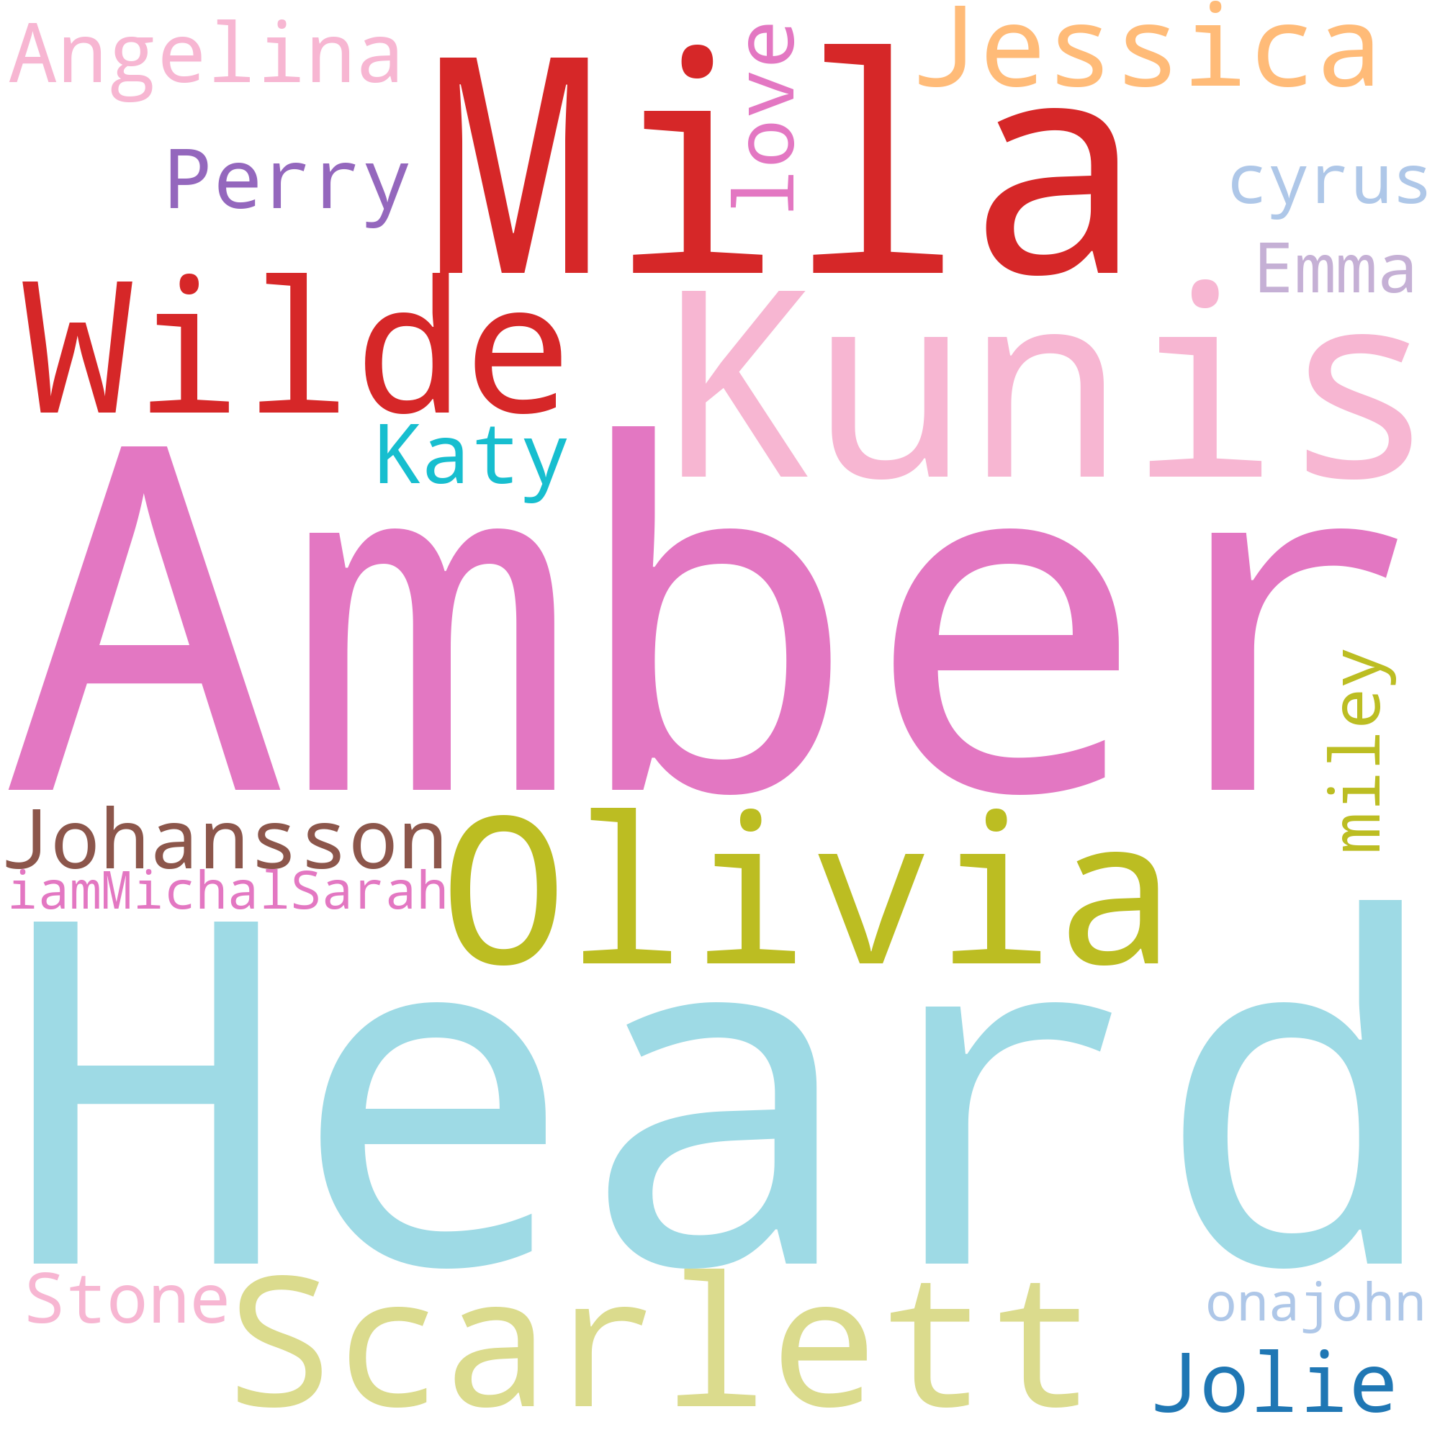 Angelina
Mila
love
Jessica
Perry
cyrus
Emma
Wilde
Kunis
Katy
Amber
miley
Johansson
iamMichalSarah
Olivia
Heard
Stone
Scarlett
onajohn
Jolie